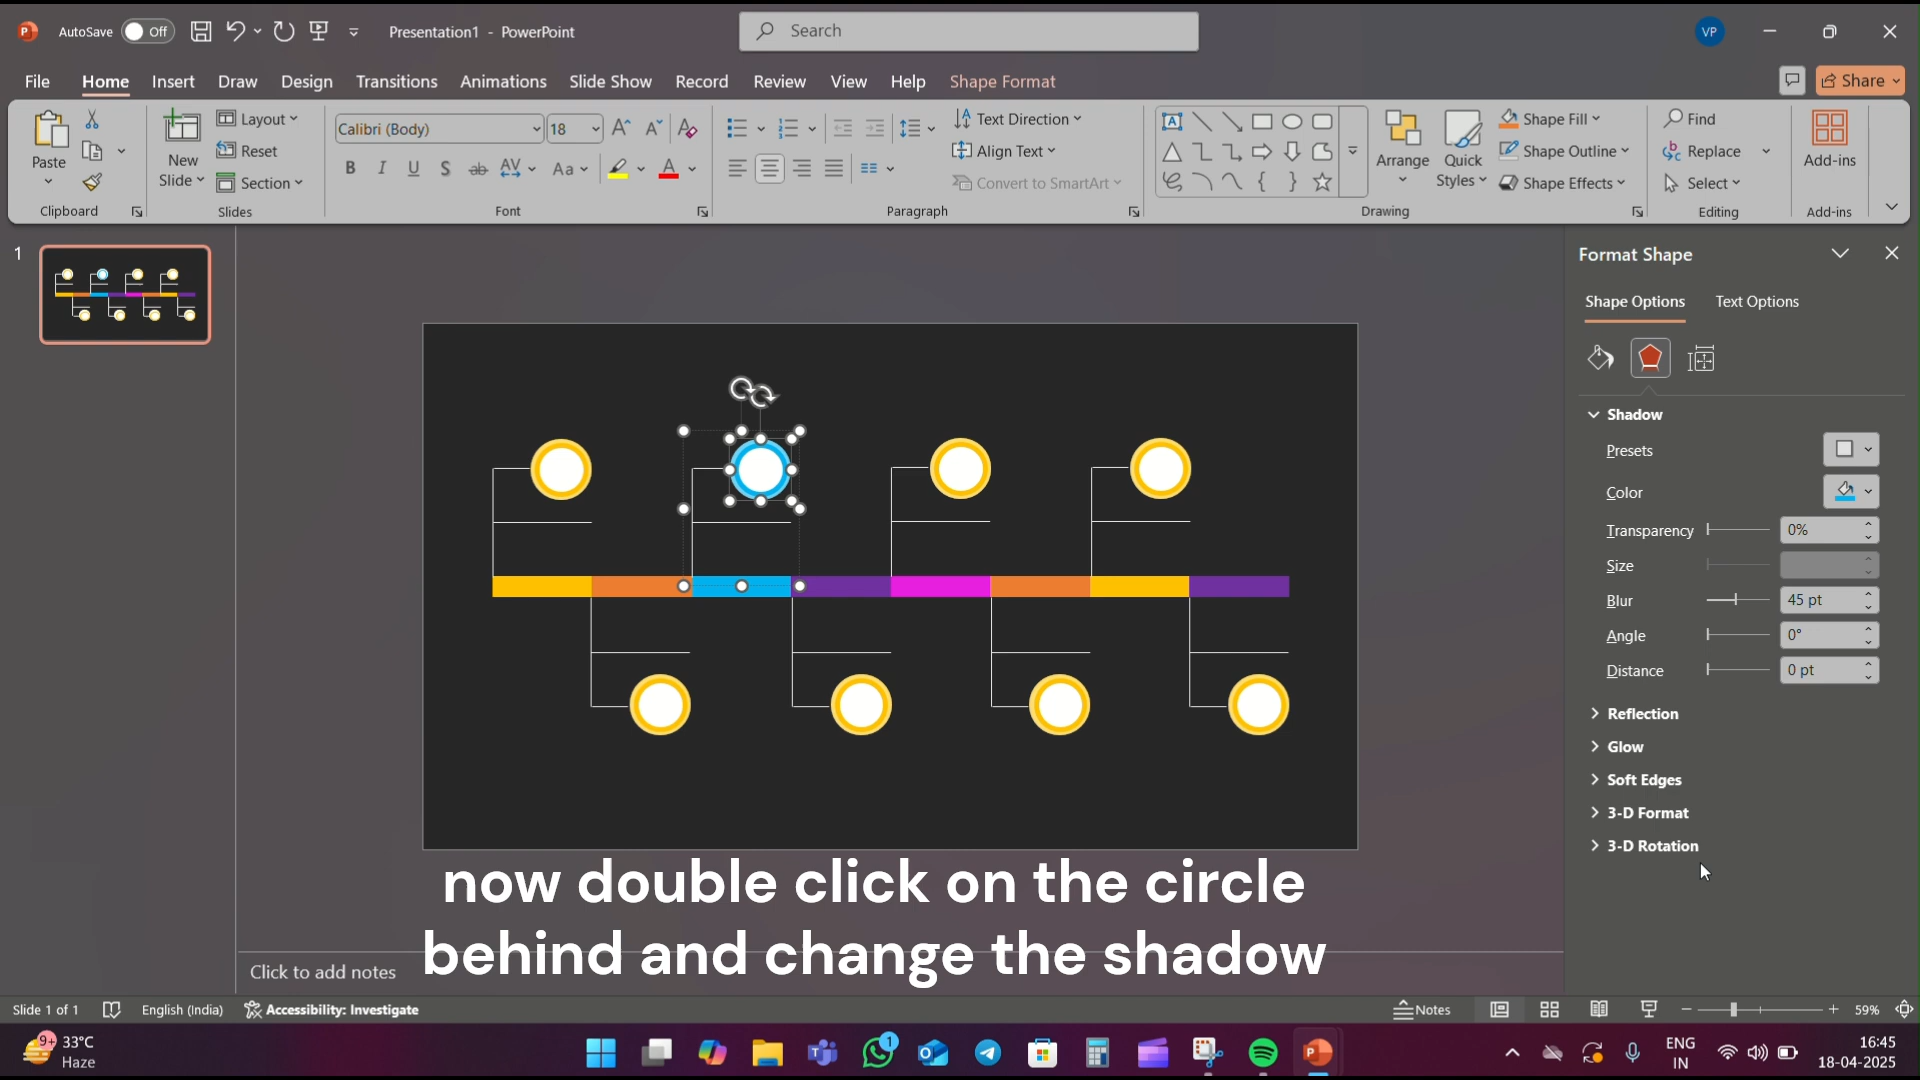 AutoSave Off Presentation1 - PowerPoint Search VP
File Home Insert Draw Design Transitions Animations Slide Show Record Review View Help Shape Format Share
Paste
Clipboard
New
Slide
Layout
Reset
Section
Slides
Calibri (Body) 18
Font
Text Direction
Align Text
Convert to SmartArt
Paragraph
Arrange
Quick
Styles
Shape Fill
Shape Outline
Shape Effects
Drawing
Find
Replace
Select
Editing
Add-ins
Add-ins
1
Format Shape
Shape Options Text Options
Shadow
Presets
Color
Transparency 0%
Size
Blur 45 pt
Angle 0°
Distance 0 pt
Reflection
Glow
Soft Edges
3-D Format
3-D Rotation
now double click on the circle
behind and change the shadow
Click to add notes
Slide 1 of 1 English (India) Accessibility: Investigate Notes 59%
9+ 33°C
Haze
1
ENG
IN
16:45
18-04-2025